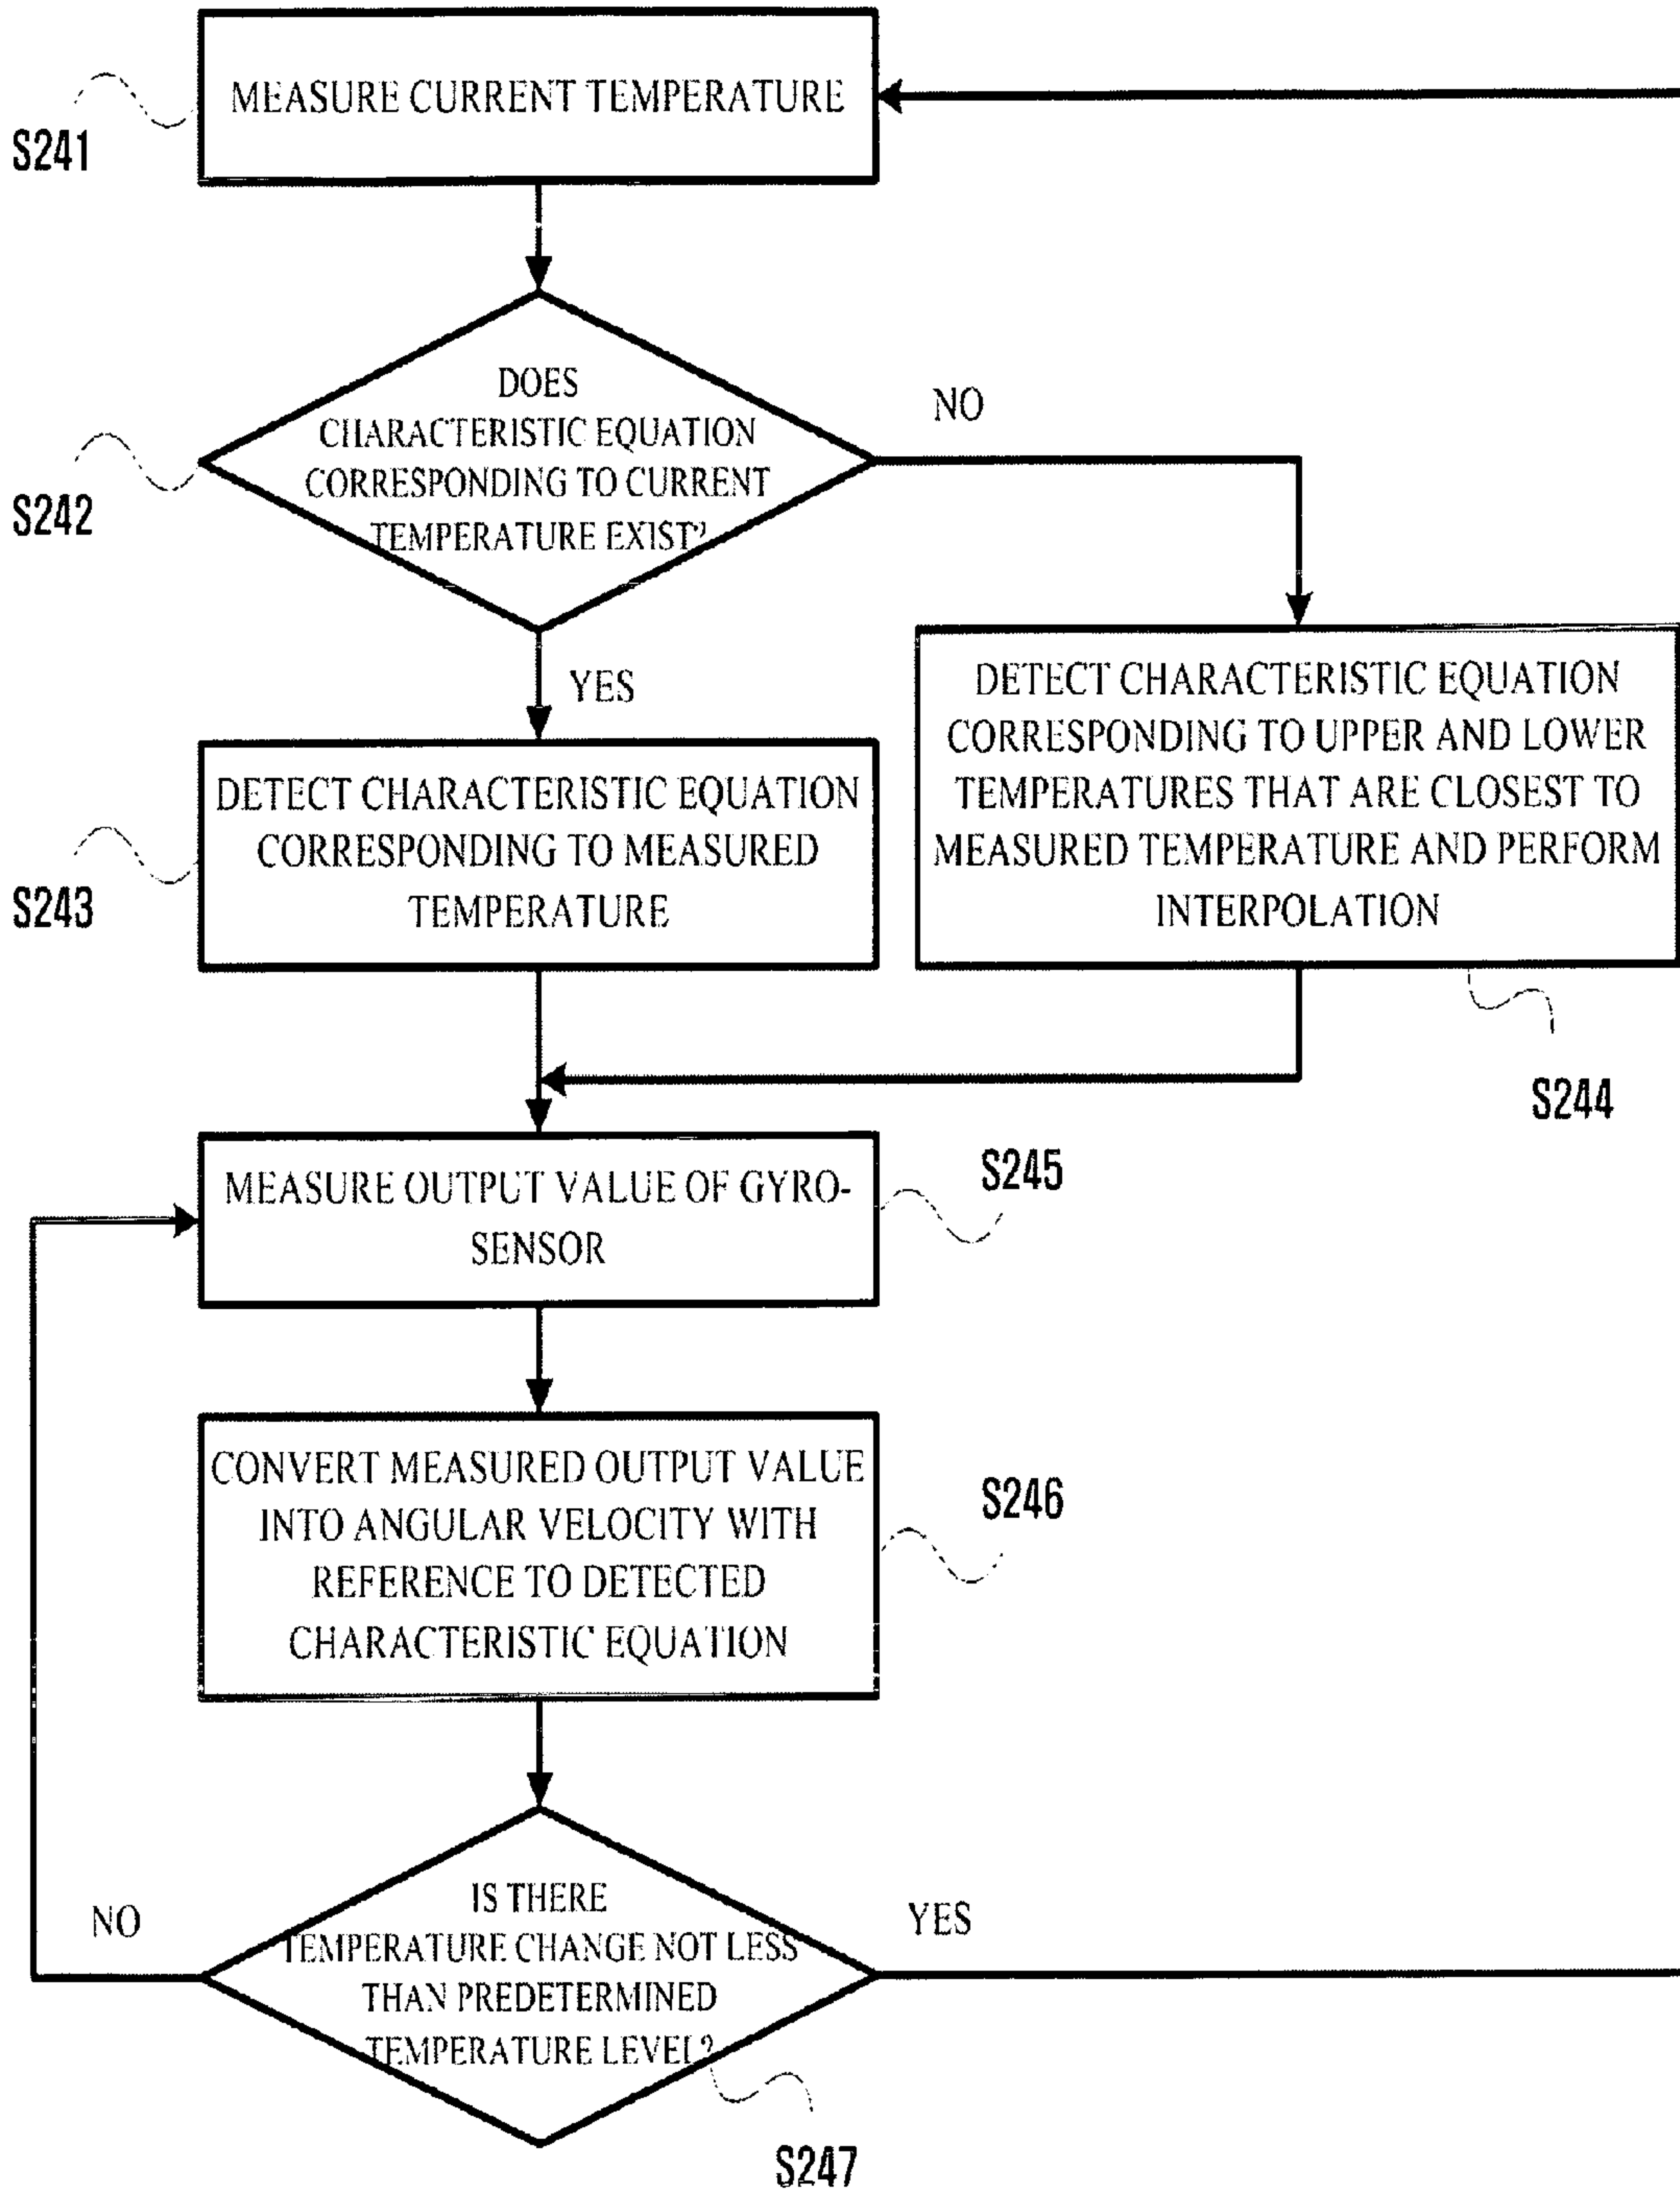 MEASURE CURRENT TEMPERATURE
S241
DOES
CHARACTERISTIC EQUATION
CORRESPONDING TO CURRENT
TEMPERATURE EXIST?
NO
S242
YES
DETECT CHARACTERISTIC EQUATION
CORRESPONDING TO MEASURED
TEMPERATURE
S243
DETECT CHARACTERISTIC EQUATION
CORRESPONDING TO UPPER AND LOWER
TEMPERATURES THAT ARE CLOSEST TO
MEASURED TEMPERATURE AND PERFORM
INTERPOLATION
S244
MEASURE OUTPUT VALUE OF GYRO-
SENSOR
S245
CONVERT MEASURED OUTPUT VALUE
INTO ANGULAR VELOCITY WITH
REFERENCE TO DETECTED
CHARACTERISTIC EQUATION
S246
IS THERE
TEMPERATURE CHANGE NOT LESS
THAN PREDETERMINED
TEMPERATURE LEVEL?
NO
YES
S247